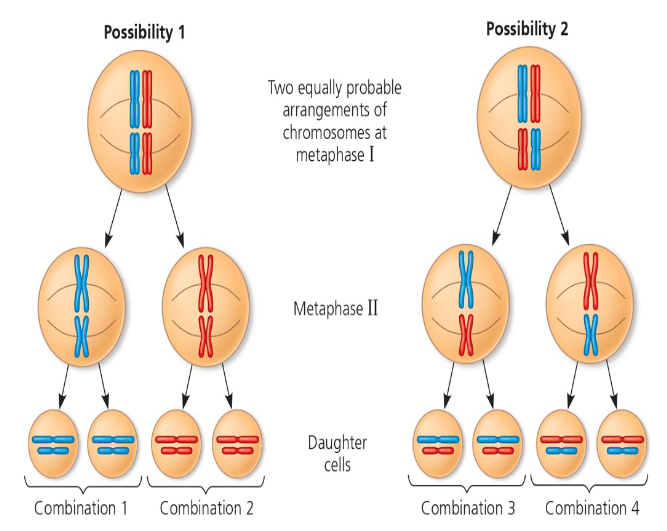 Possibility 1
Possibility 2
Two equally probable
arrangements of
chromosomes at
metaphase I
Metaphase II
Daughter
cells
Combination 1
Combination 2
Combination 3
Combination 4